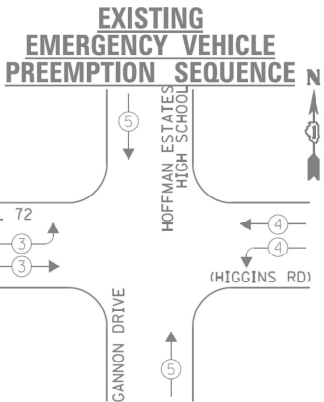 EXISTING
EMERGENCY VEHICLE
PREEMPTION SEQUENCE
N
5
HOFFMAN ESTATES
HIGH SCHOOL
1
L 72
3
3
4
4
(HIGGINS RD)
GANNON DRIVE
5